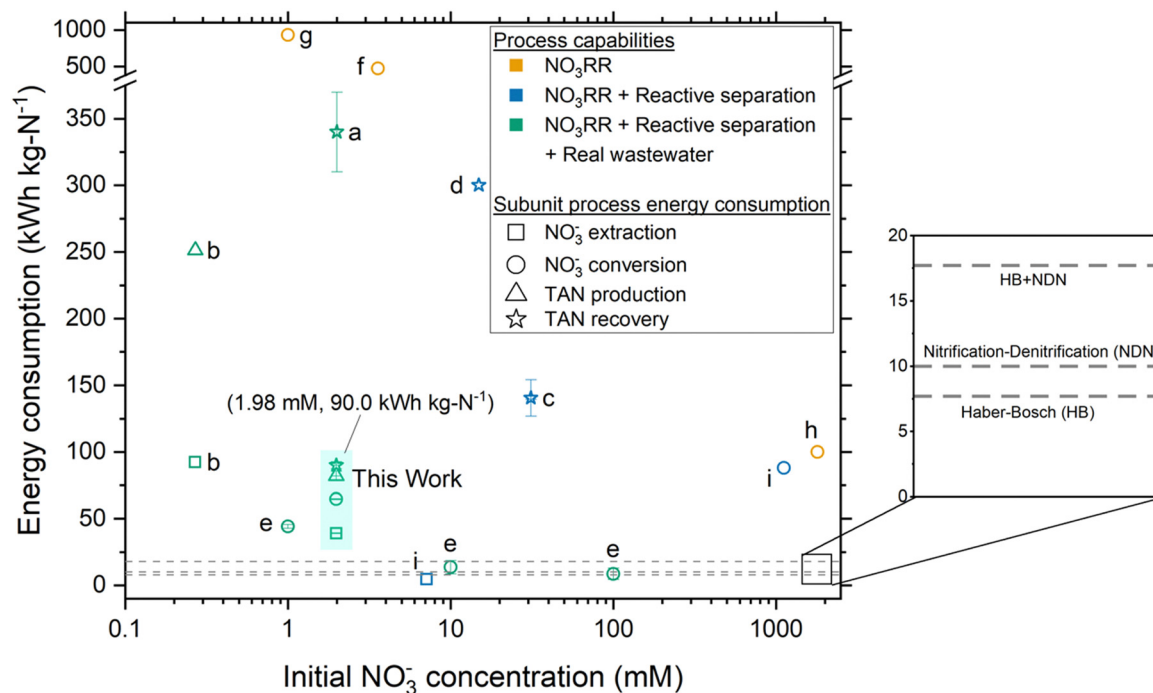 Energy consumption (kWh kg-N⁻¹)
1000
500
350
300
250
200
150
100
50
0
0.1
1
10
100
1000
Initial NO₃⁻ concentration (mM)
g
f
a
d
b
(1.98 mM, 90.0 kWh kg-N⁻¹)
c
b
This Work
e
i
e
e
i
h
Process capabilities
NO₃RR
NO₃RR + Reactive separation
NO₃RR + Reactive separation
+ Real wastewater
Subunit process energy consumption
NO₃⁻ extraction
NO₃⁻ conversion
TAN production
TAN recovery
20
15
10
5
0
HB+NDN
Nitrification-Denitrification (NDN)
Haber-Bosch (HB)